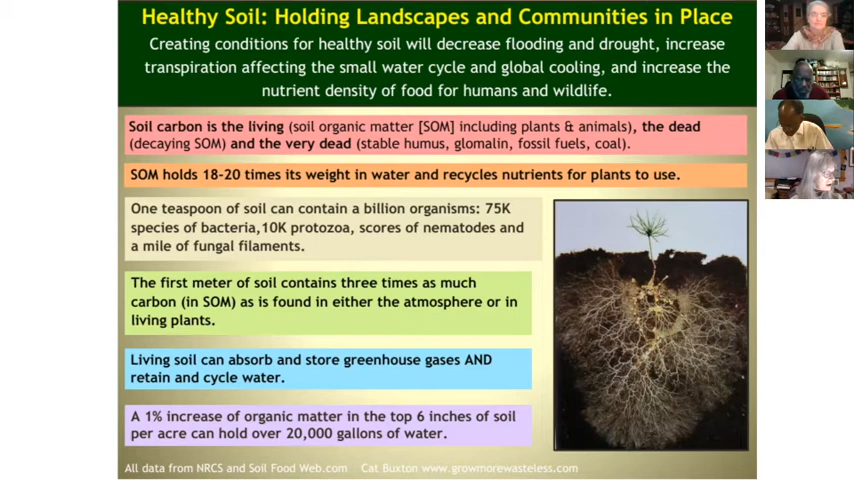 Healthy Soil: Holding Landscapes and Communities in Place
Creating conditions for healthy soil will decrease flooding and drought, increase
transpiration affecting the small water cycle and global cooling, and increase the
nutrient density of food for humans and wildlife.
Soil carbon is the living (soil organic matter [SOM] including plants & animals), the dead
(decaying SOM) and the very dead (stable humus, glomalin, fossil fuels, coal).
SOM holds 18-20 times its weight in water and recycles nutrients for plants to use.
One teaspoon of soil can contain a billion organisms: 75K
species of bacteria,10K protozoa, scores of nematodes and
a mile of fungal filaments.
The first meter of soil contains three times as much
carbon (in SOM) as is found in either the atmosphere or in
living plants.
Living soil can absorb and store greenhouse gases AND
retain and cycle water.
A 1% increase of organic matter in the top 6 inches of soil
per acre can hold over 20,000 gallons of water.
All data from NRCS and Soil Food Web.com Cat Buxton www.growmorewasteless.com